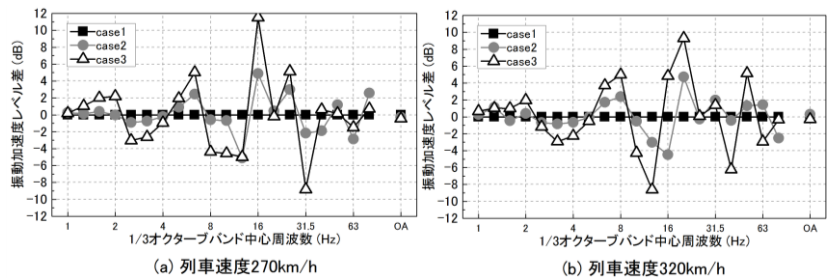 12
10
8
6
4
2
0
−2
−4
−6
−8
−10
−12
振動加速度レベル差 (dB)
case1
case2
case3
1 2 4 8 16 31.5 63 OA
1/3オクターブバンド中心周波数 (Hz)
(a) 列車速度270km/h
12
10
8
6
4
2
0
−2
−4
−6
−8
−10
−12
振動加速度レベル差 (dB)
case1
case2
case3
1 2 4 8 16 31.5 63 OA
1/3オクターブバンド中心周波数 (Hz)
(b) 列車速度320km/h